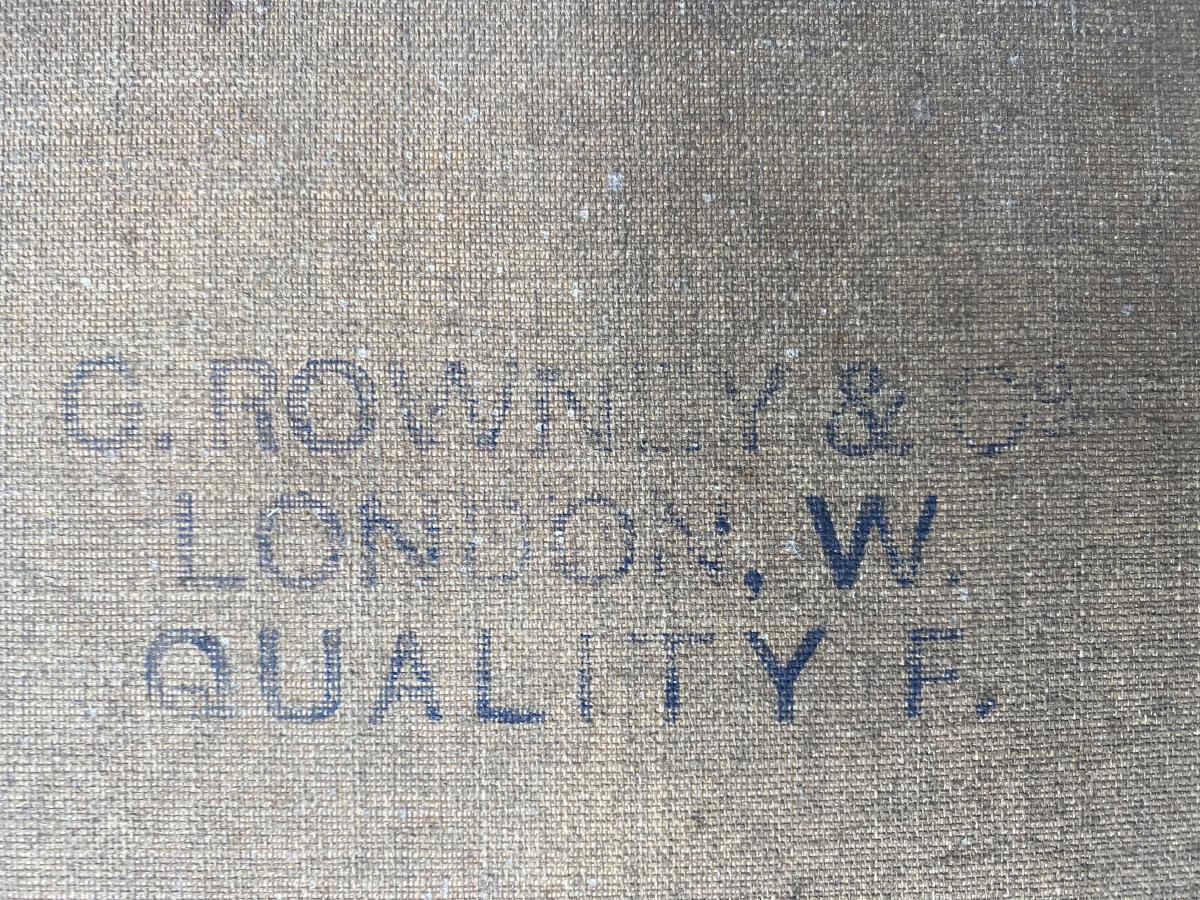 G. ROWNEY & Co.
LONDON, W.
QUALITY F.